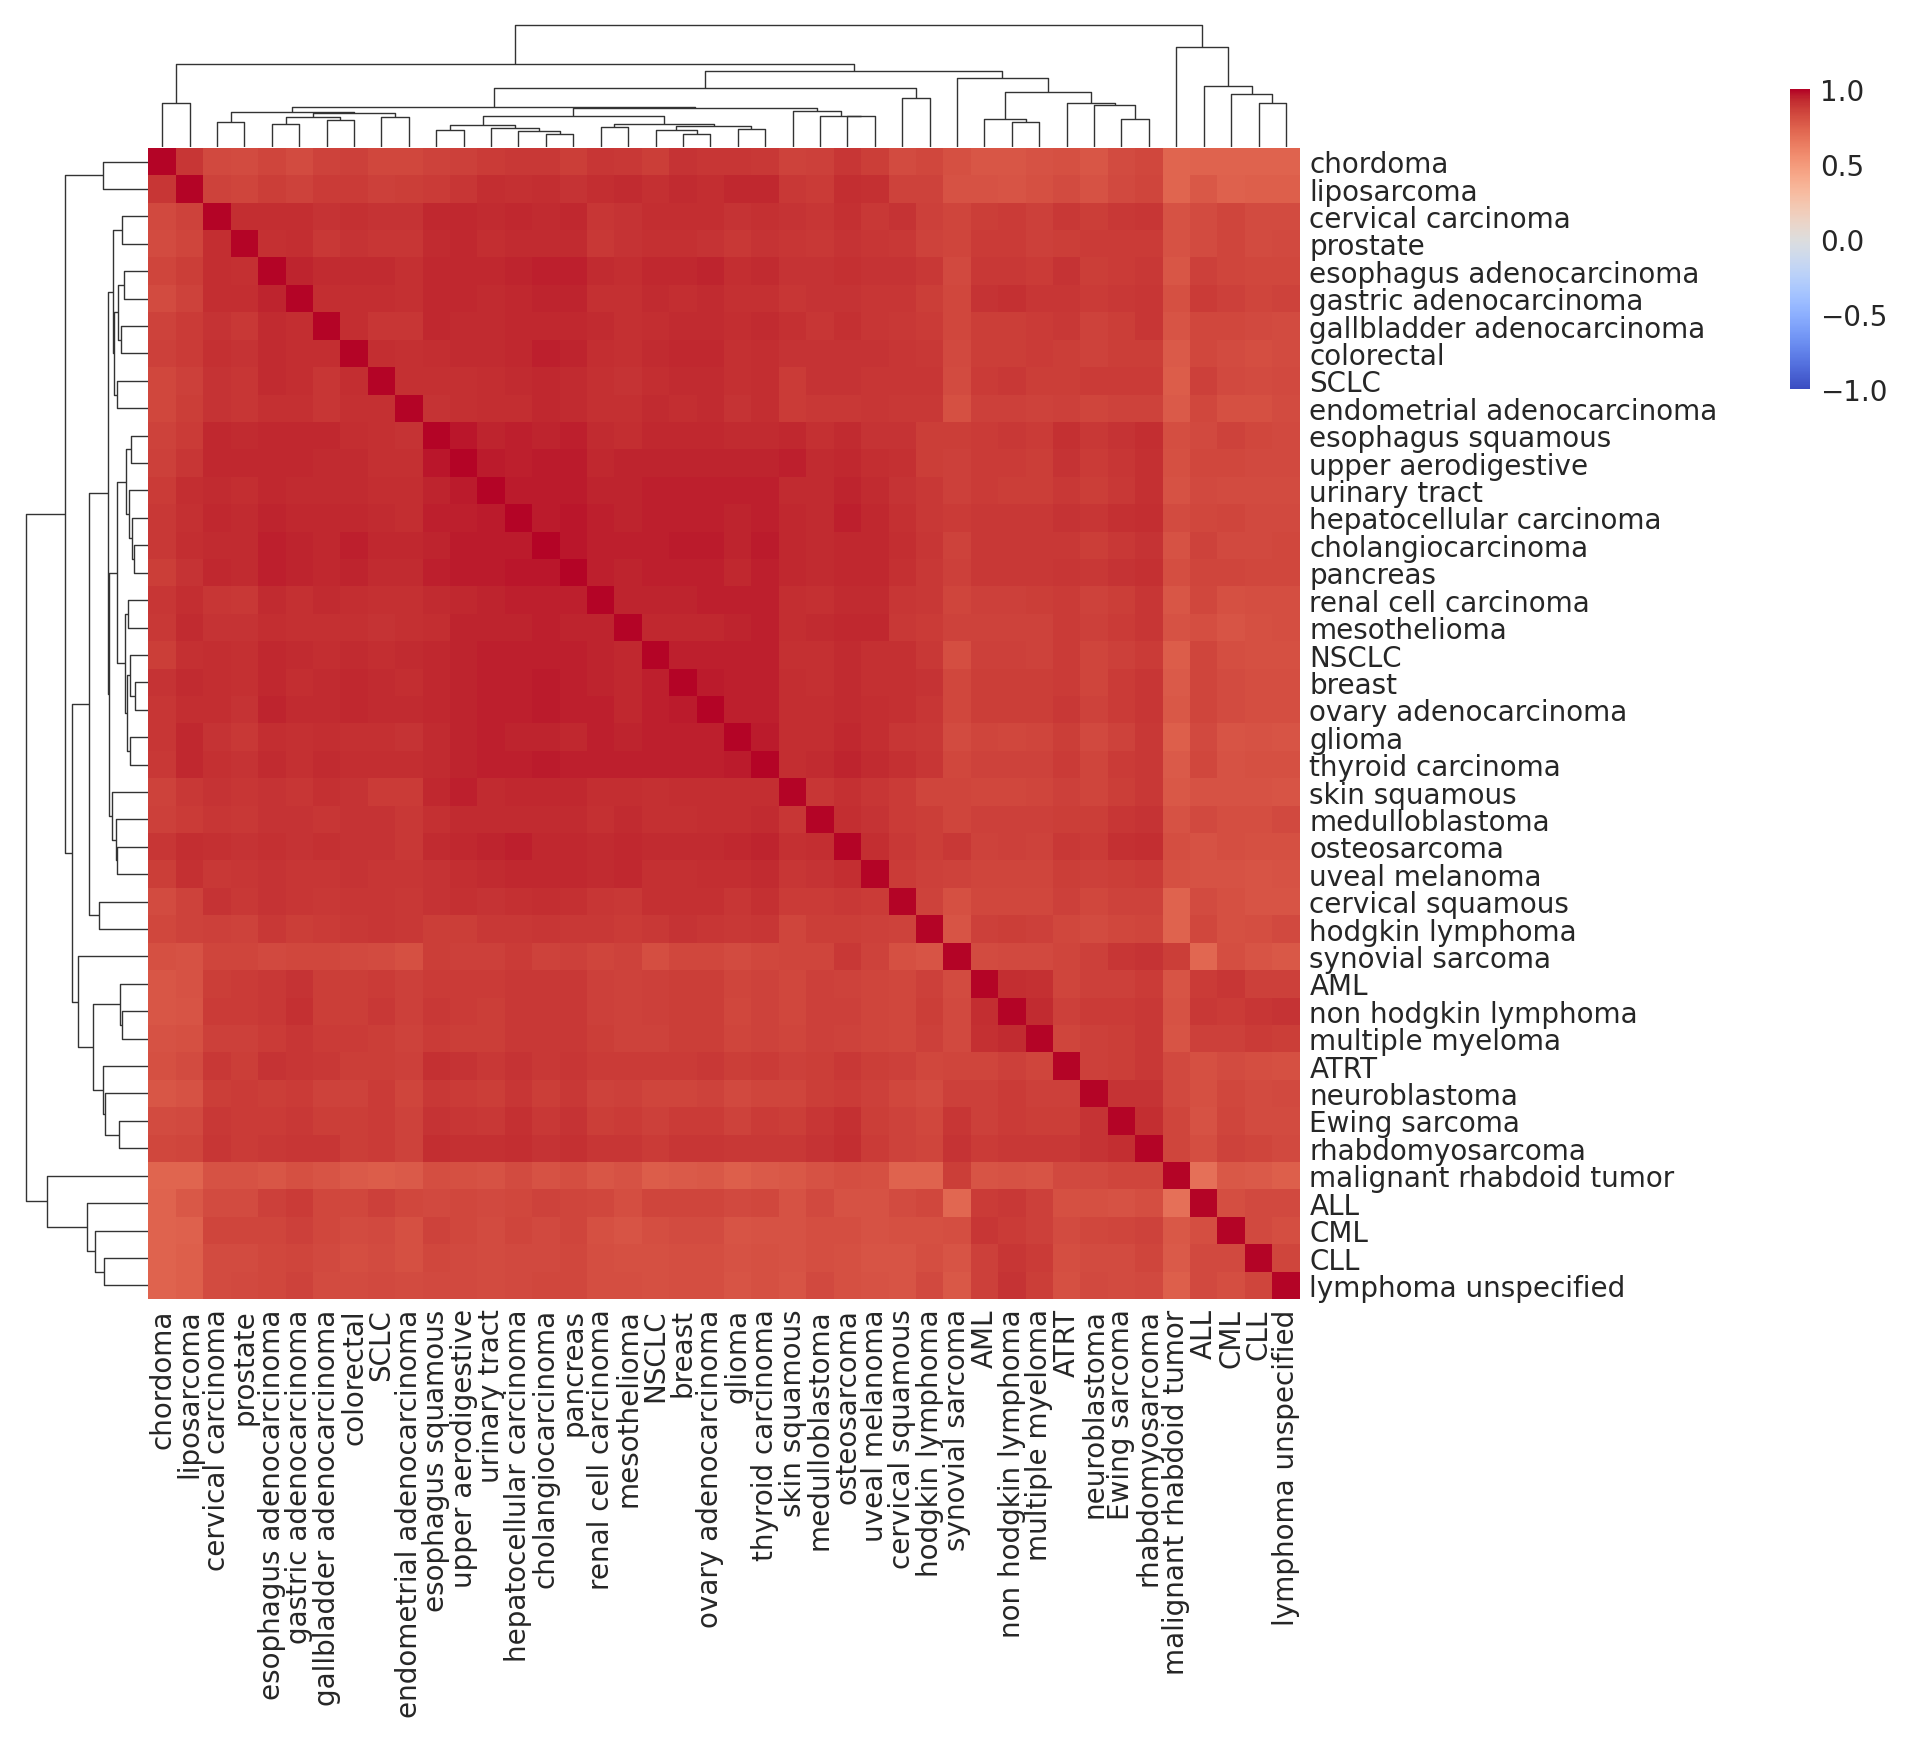 1.0
0.5
0.0
−0.5
−1.0
chordoma
liposarcoma
cervical carcinoma
prostate
esophagus adenocarcinoma
gastric adenocarcinoma
gallbladder adenocarcinoma
colorectal
SCLC
endometrial adenocarcinoma
esophagus squamous
upper aerodigestive
urinary tract
hepatocellular carcinoma
cholangiocarcinoma
pancreas
renal cell carcinoma
mesothelioma
NSCLC
breast
ovary adenocarcinoma
glioma
thyroid carcinoma
skin squamous
medulloblastoma
osteosarcoma
uveal melanoma
cervical squamous
hodgkin lymphoma
synovial sarcoma
AML
non hodgkin lymphoma
multiple myeloma
ATRT
neuroblastoma
Ewing sarcoma
rhabdomyosarcoma
malignant rhabdoid tumor
ALL
CML
CLL
lymphoma unspecified
chordoma
liposarcoma
cervical carcinoma
prostate
esophagus adenocarcinoma
gastric adenocarcinoma
gallbladder adenocarcinoma
colorectal
SCLC
endometrial adenocarcinoma
esophagus squamous
upper aerodigestive
urinary tract
hepatocellular carcinoma
cholangiocarcinoma
pancreas
renal cell carcinoma
mesothelioma
NSCLC
breast
ovary adenocarcinoma
glioma
thyroid carcinoma
skin squamous
medulloblastoma
osteosarcoma
uveal melanoma
cervical squamous
hodgkin lymphoma
synovial sarcoma
AML
non hodgkin lymphoma
multiple myeloma
ATRT
neuroblastoma
Ewing sarcoma
rhabdomyosarcoma
malignant rhabdoid tumor
ALL
CML
CLL
lymphoma unspecified